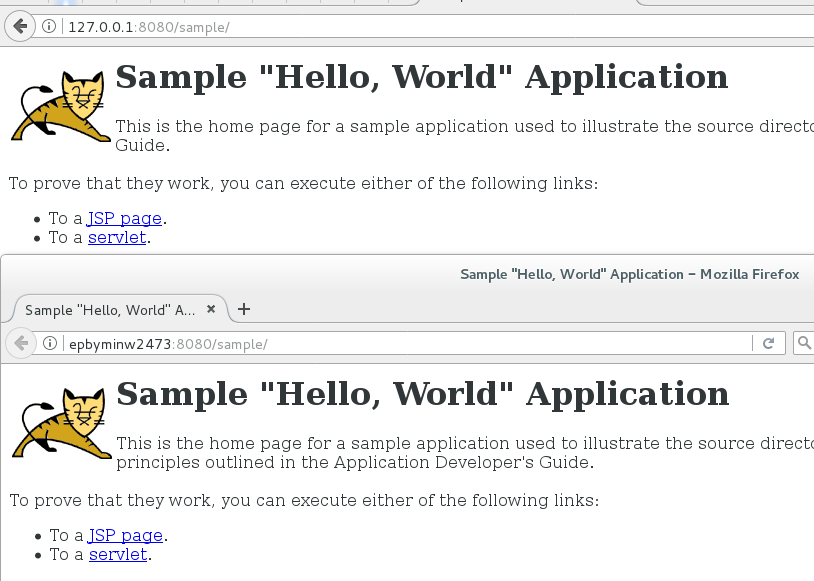 127.0.0.1:8080/sample/
Sample "Hello, World" Application
This is the home page for a sample application used to illustrate the source
Guide.
To prove that they work, you can execute either of the following links:
To a JSP page.
To a servlet.
Sample "Hello, World" Application - Mozilla Firefox
Sample "Hello, World" A...
epbyminw2473:8080/sample/
Sample "Hello, World" Application
This is the home page for a sample application used to illustrate the source
principles outlined in the Application Developer's Guide.
To prove that they work, you can execute either of the following links:
To a JSP page.
To a servlet.